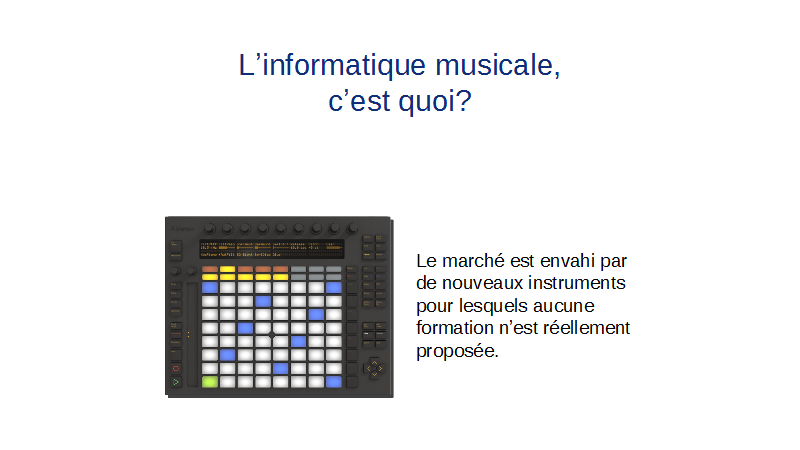 L’informatique musicale,
c’est quoi?
Le marché est envahi par
de nouveaux instruments
pour lesquels aucune
formation n’est réellement
proposée.